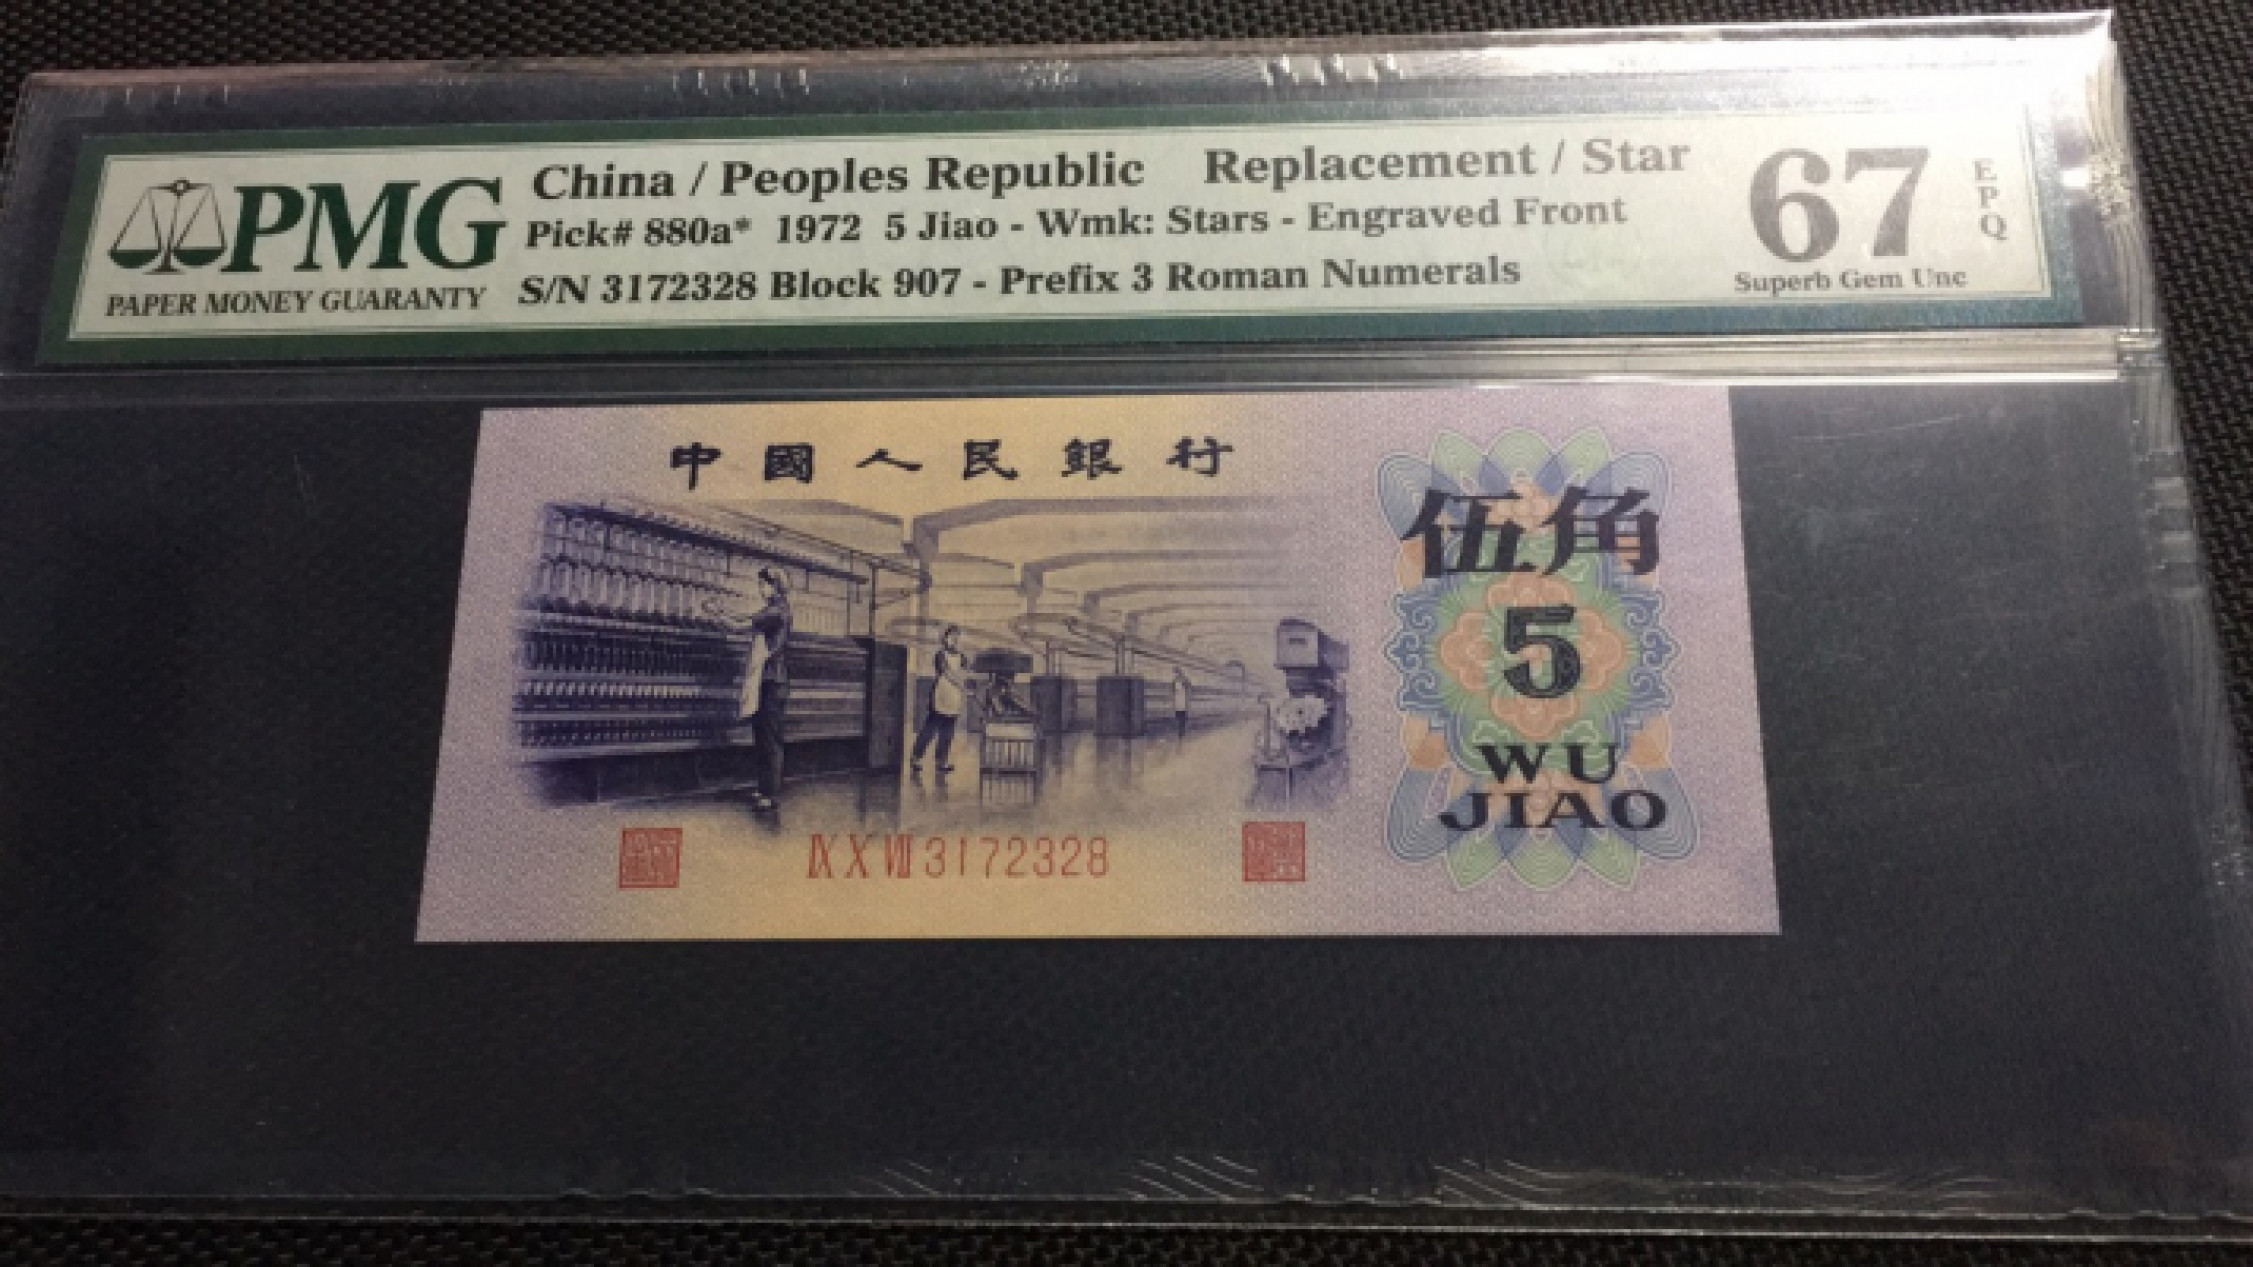 PMG
PAPER MONEY GUARANTY
China / Peoples Republic Replacement / Star
Pick# 880a* 1972 5 Jiao - Wmk: Stars - Engraved Front
S/N 3172328 Block 907 - Prefix 3 Roman Numerals
67
EPQ
Superb Gem Unc
中國人民銀行
伍角
5
WU
JIAO
Ⅸ Ⅹ Ⅶ 3172328